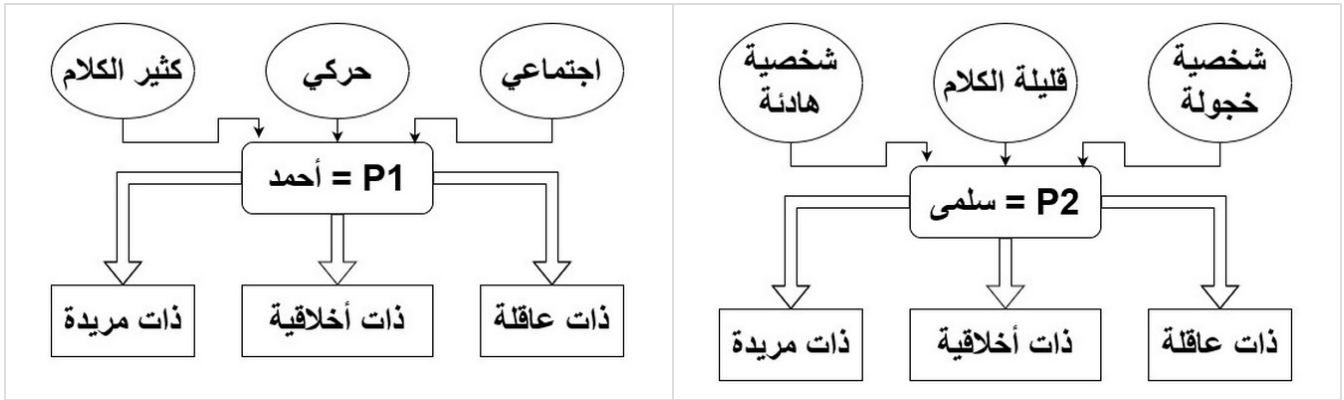 اجتماعي
حركي
كثير الكلام
P1 = أحمد
ذات عاقلة
ذات أخلاقية
ذات مريدة
شخصية
خجولة
قليلة الكلام
شخصية
هادئة
P2 = سلمى
ذات عاقلة
ذات أخلاقية
ذات مريدة